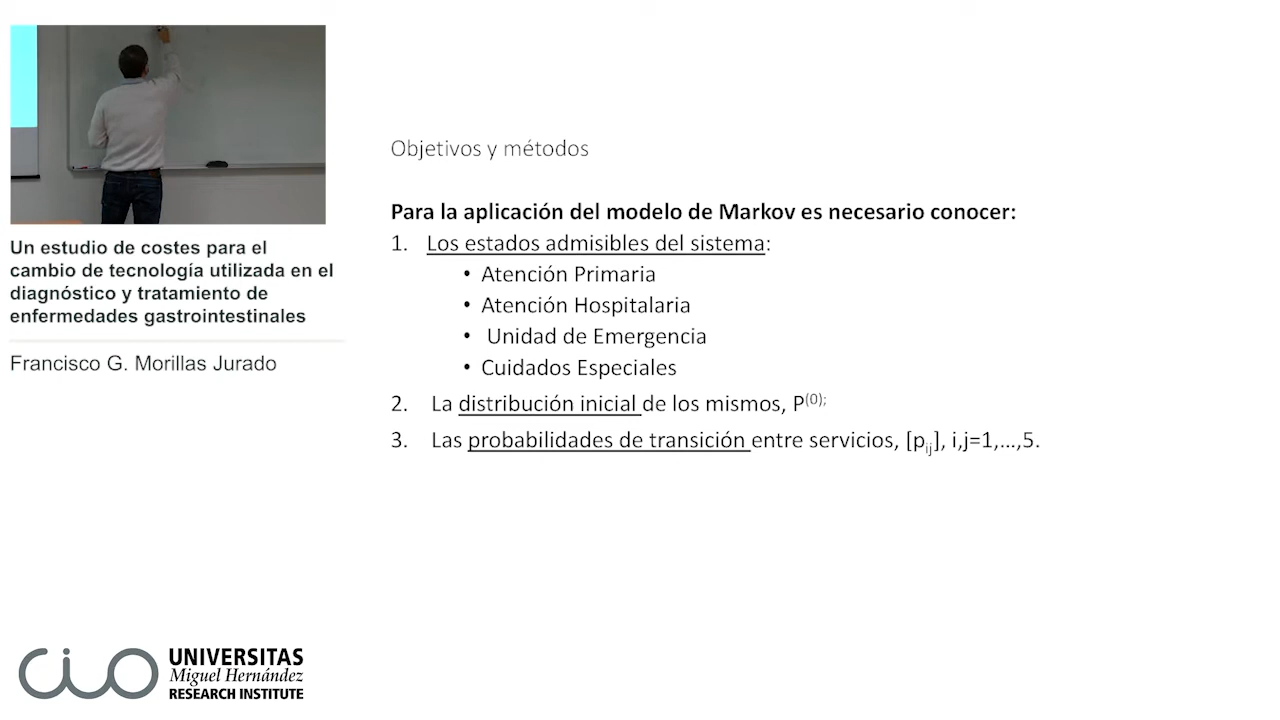 Objetivos y métodos
Para la aplicación del modelo de Markov es necesario conocer:
1. Los estados admisibles del sistema:
• Atención Primaria
• Atención Hospitalaria
• Unidad de Emergencia
• Cuidados Especiales
2. La distribución inicial de los mismos, P(0);
3. Las probabilidades de transición entre servicios, [pij], i,j=1,...,5.
Un estudio de costes para el
cambio de tecnología utilizada en el
diagnóstico y tratamiento de
enfermedades gastrointestinales
Francisco G. Morillas Jurado
CIO UNIVERSITAS
Miguel Hernández
RESEARCH INSTITUTE